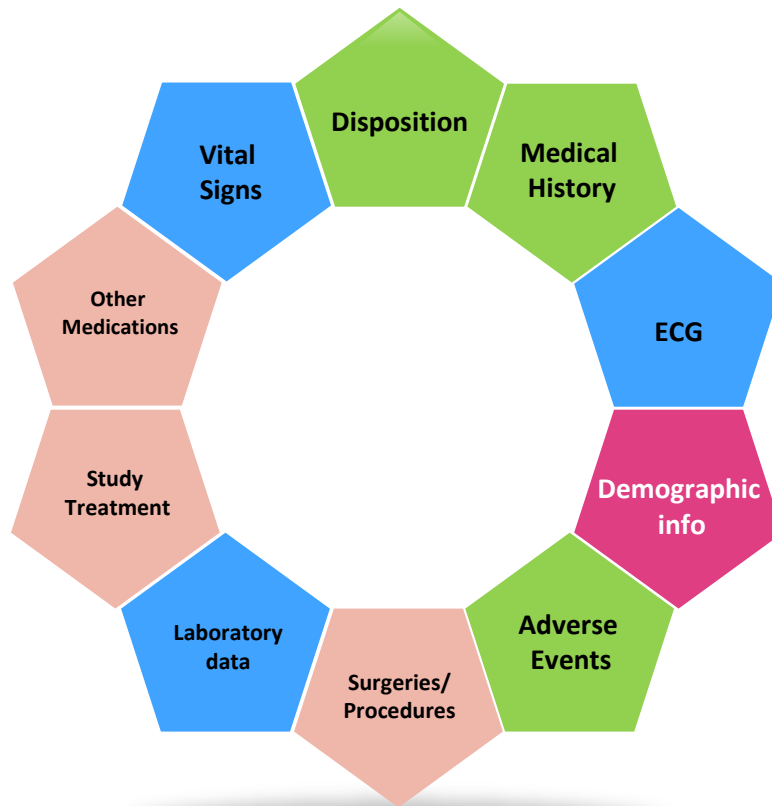 Disposition
Medical
History
ECG
Demographic
info
Adverse
Events
Surgeries/
Procedures
Laboratory
data
Study
Treatment
Other
Medications
Vital
Signs